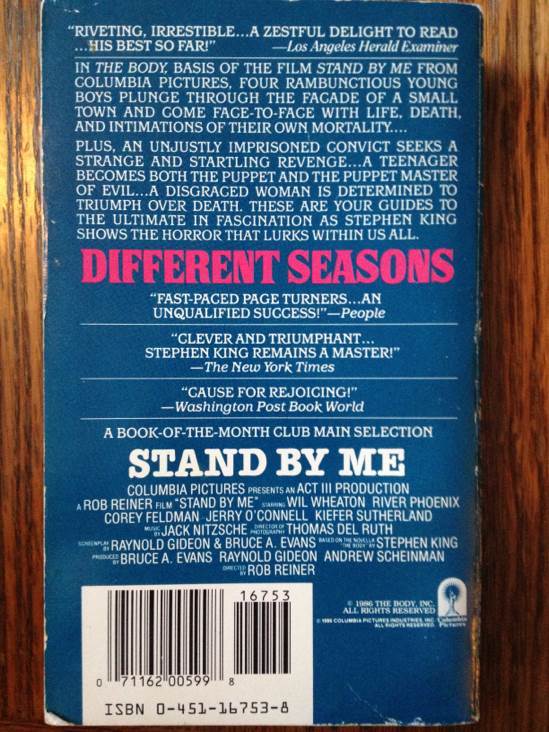 “RIVETING, IRRESTIBLE...A ZESTFUL DELIGHT TO READ
...HIS BEST SO FAR!”
—Los Angeles Herald Examiner
IN THE BODY, BASIS OF THE FILM STAND BY ME FROM
COLUMBIA PICTURES, FOUR RAMBUNCTIOUS YOUNG
BOYS PLUNGE THROUGH THE FACADE OF A SMALL
TOWN AND COME FACE-TO-FACE WITH LIFE, DEATH,
AND INTIMATIONS OF THEIR OWN MORTALITY....
PLUS, AN UNJUSTLY IMPRISONED CONVICT SEEKS A
STRANGE AND STARTLING REVENGE...A TEENAGER
BECOMES BOTH THE PUPPET AND THE PUPPET MASTER
OF EVIL...A DISGRACED WOMAN IS DETERMINED TO
TRIUMPH OVER DEATH. THESE ARE YOUR GUIDES TO
THE ULTIMATE IN FASCINATION AS STEPHEN KING
SHOWS THE HORROR THAT LURKS WITHIN US ALL.
DIFFERENT SEASONS
“FAST-PACED PAGE TURNERS...AN
UNQUALIFIED SUCCESS!”—People
“CLEVER AND TRIUMPHANT...
STEPHEN KING REMAINS A MASTER!”
—The New York Times
“CAUSE FOR REJOICING!”
—Washington Post Book World
A BOOK-OF-THE-MONTH CLUB MAIN SELECTION
STAND BY ME
COLUMBIA PICTURES PRESENTS AN ACT III PRODUCTION
A ROB REINER FILM “STAND BY ME” STARRING WIL WHEATON RIVER PHOENIX
COREY FELDMAN JERRY O'CONNELL KIEFER SUTHERLAND
MUSIC BY JACK NITZSCHE DIRECTOR OF PHOTOGRAPHY THOMAS DEL RUTH
SCREENPLAY BY RAYNOLD GIDEON & BRUCE A. EVANS BASED ON THE NOVELLA “THE BODY” BY STEPHEN KING
PRODUCED BY BRUCE A. EVANS RAYNOLD GIDEON ANDREW SCHEINMAN
DIRECTED BY ROB REINER
© 1986 THE BODY, INC.
ALL RIGHTS RESERVED
© 1986 COLUMBIA PICTURES INDUSTRIES, INC.
ALL RIGHTS RESERVED.
Columbia
Pictures
16753
0 71162 00599 8
ISBN 0-451-16753-8